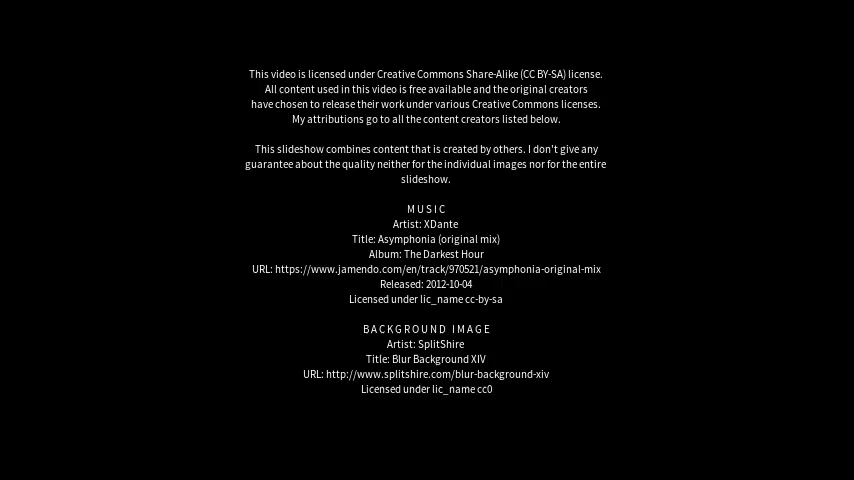 This video is licensed under Creative Commons Share-Alike (CC BY-SA) license.
All content used in this video is free available and the original creators
have chosen to release their work under various Creative Commons licenses.
My attributions go to all the content creators listed below.
This slideshow combines content that is created by others. I don't give any
guarantee about the quality neither for the individual images nor for the entire
slideshow.
MUSIC
Artist: XDante
Title: Asymphonia (original mix)
Album: The Darkest Hour
URL: https://www.jamendo.com/en/track/970521/asymphonia-original-mix
Released: 2012-10-04
Licensed under lic_name cc-by-sa
BACKGROUND IMAGE
Artist: SplitShire
Title: Blur Background XIV
URL: http://www.splitshire.com/blur-background-xiv
Licensed under lic_name cc0